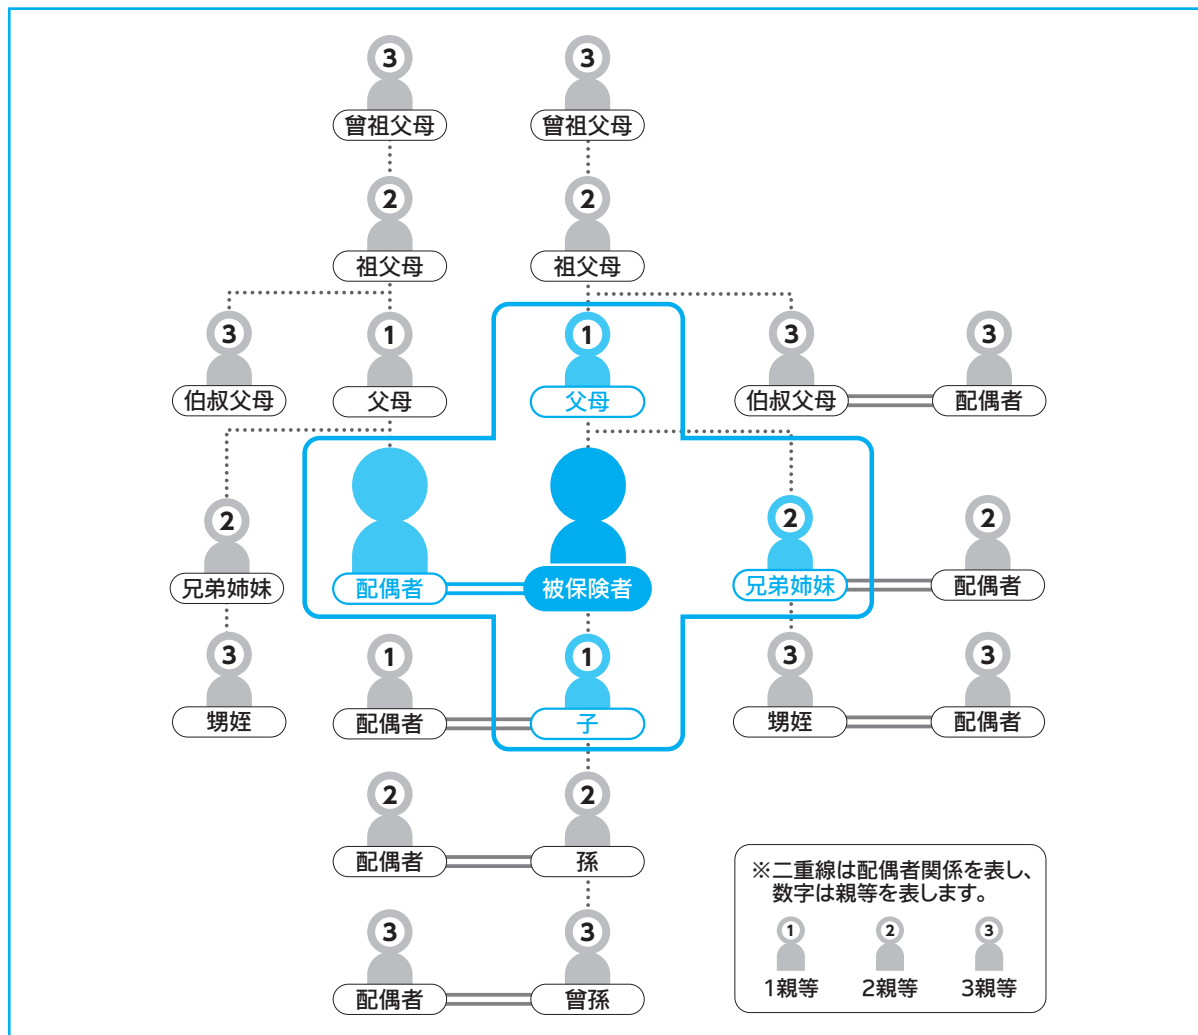 3 3
曾祖父母 曾祖父母
2 2
祖父母 祖父母
3 1 1 3 3
伯叔父母 父母 父母 伯叔父母 配偶者
2 2 2
兄弟姉妹 配偶者 被保険者 兄弟姉妹 配偶者
3 1 1 3 3
甥姪 配偶者 子 甥姪 配偶者
2 2
配偶者 孫
3 3
配偶者 曾孫
※二重線は配偶者関係を表し、
数字は親等を表します。
1 2 3
1親等 2親等 3親等